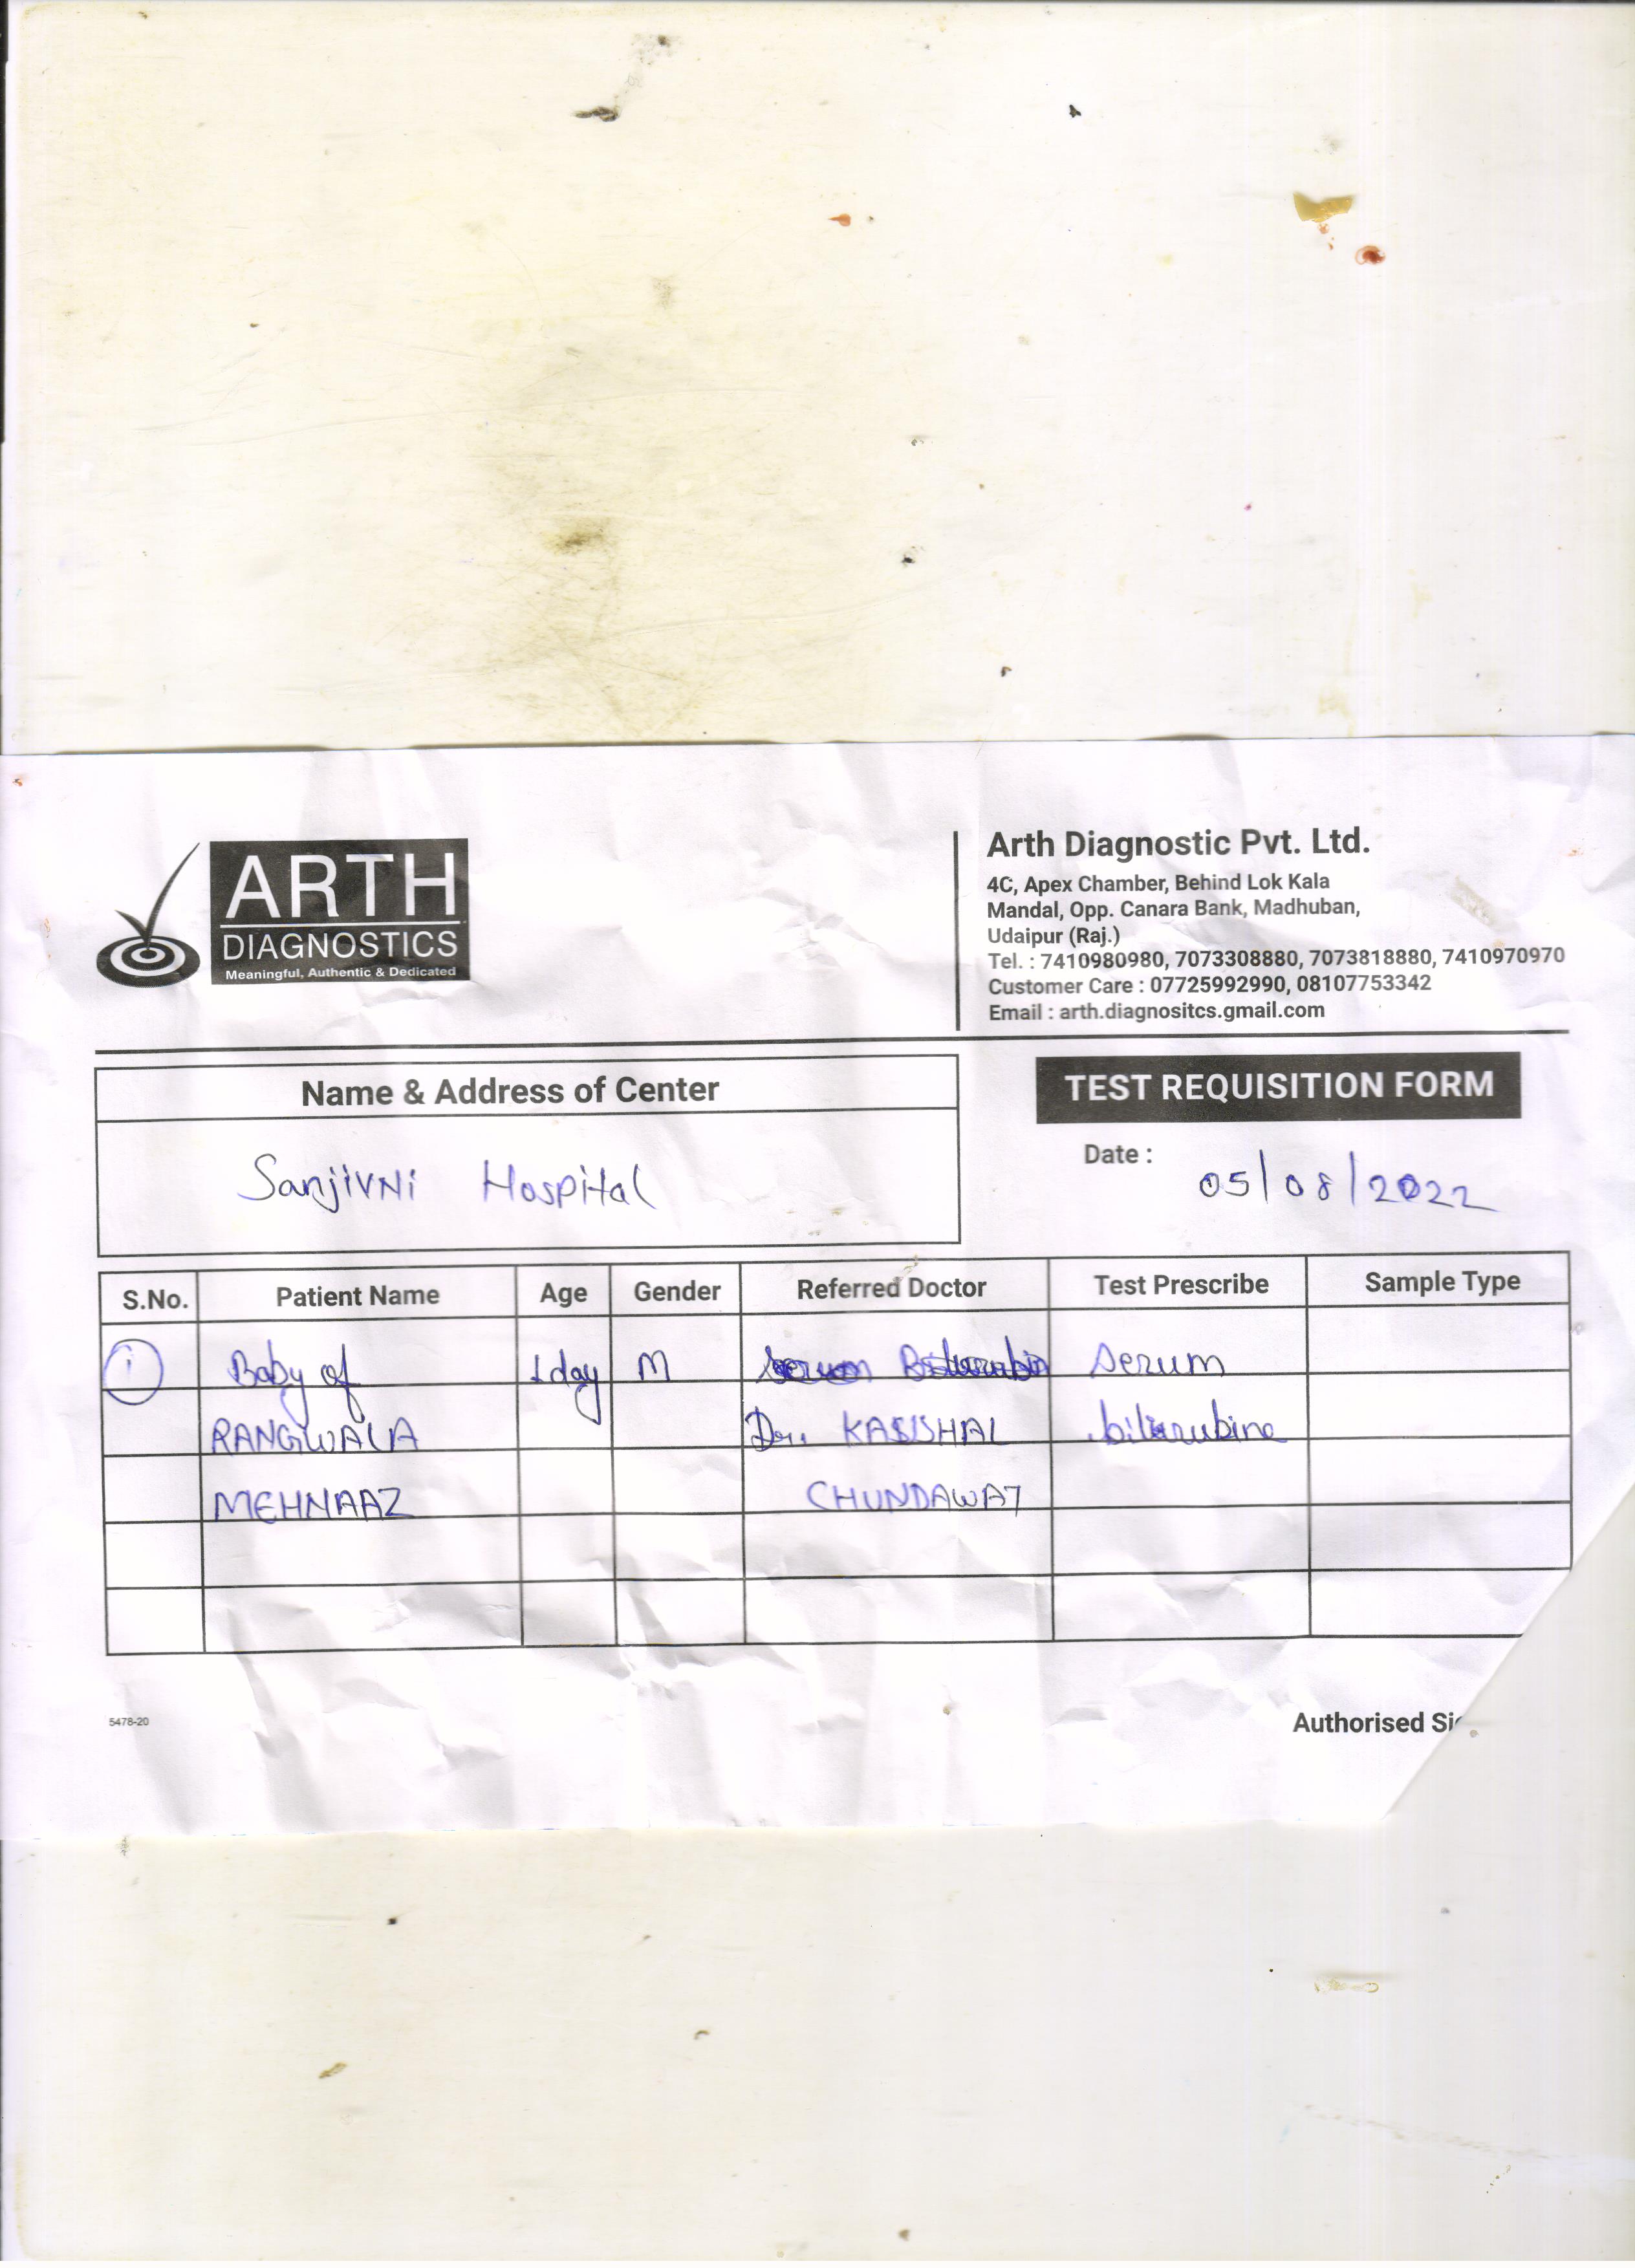 ARTH
DIAGNOSTICS
Meaningful, Authentic & Dedicated
Arth Diagnostic Pvt. Ltd.
4C, Apex Chamber, Behind Lok Kala
Mandal, Opp. Canara Bank, Madhuban,
Udaipur (Raj.)
Tel. : 7410980980, 7073308880, 7073818880, 7410970970
Customer Care : 07725992990, 08107753342
Email : arth.diagnositcs.gmail.com
Name & Address of Center
Sanjivni Hospital
TEST REQUISITION FORM
Date : 05/08/2022
S.No. Patient Name Age Gender Referred Doctor Test Prescribe Sample Type
1 Baby of 1 day M Serum
RANGWALA Dr. bilirubine
MEHNAAZ CHUNDAWAT
5478-20
Authorised